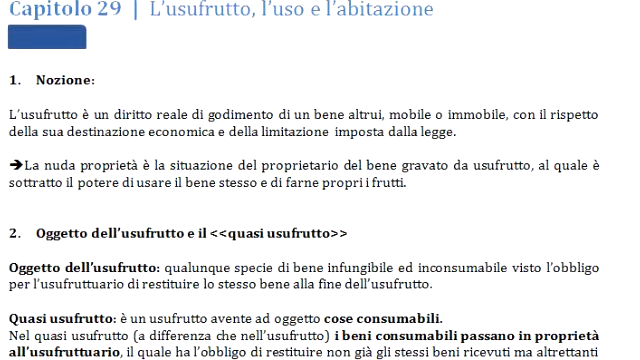 Capitolo 29 | L'usufrutto, l'uso e l'abitazione
1. Nozione:
L'usufrutto è un diritto reale di godimento di un bene altrui, mobile o immobile, con il rispetto
della sua destinazione economica e della limitazione imposta dalla legge.
➔La nuda proprietà è la situazione del proprietario del bene gravato da usufrutto, al quale è
sottratto il potere di usare il bene stesso e di farne propri i frutti.
2. Oggetto dell'usufrutto e il <<quasi usufrutto>>
Oggetto dell'usufrutto: qualunque specie di bene infungibile ed inconsumabile visto l'obbligo
per l'usufruttuario di restituire lo stesso bene alla fine dell'usufrutto.
Quasi usufrutto: è un usufrutto avente ad oggetto cose consumabili.
Nel quasi usufrutto (a differenza che nell'usufrutto) i beni consumabili passano in proprietà
all'usufruttuario, il quale ha l'obbligo di restituire non già gli stessi beni ricevuti ma altrettanti